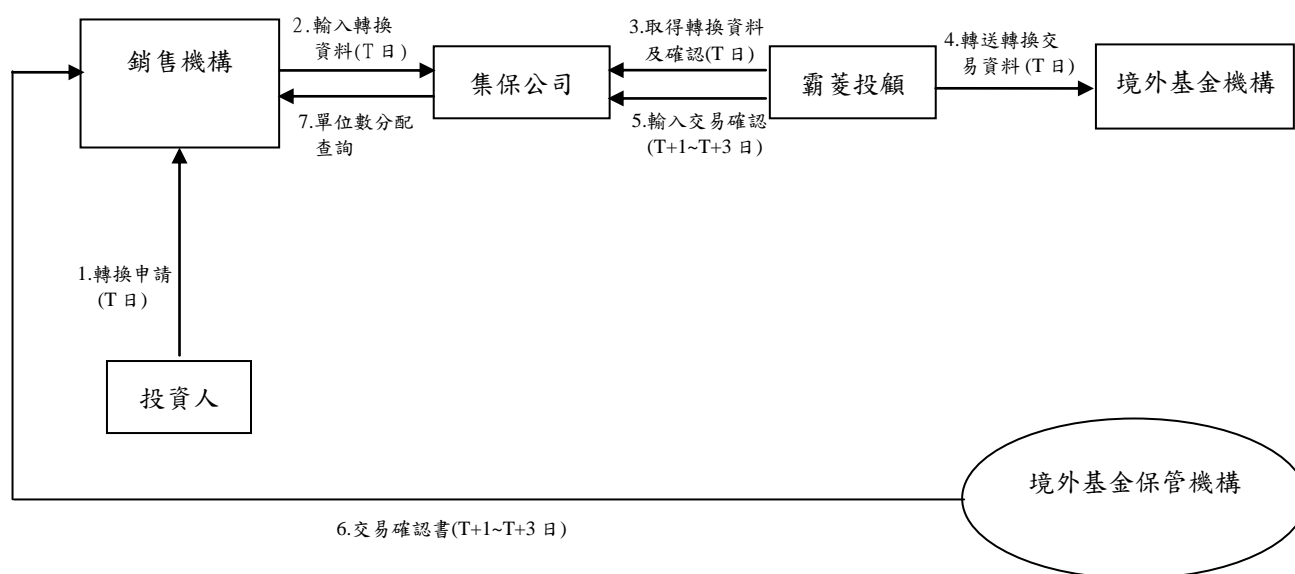 銷售機構
2.輸入轉換
資料(T 日)
集保公司
3.取得轉換資料
及確認(T 日)
霸菱投顧
4.轉送轉換交
易資料 (T 日)
境外基金機構
7.單位數分配
查詢
5.輸入交易確認
(T+1~T+3 日)
1.轉換申請
(T 日)
投資人
境外基金保管機構
6.交易確認書(T+1~T+3 日)